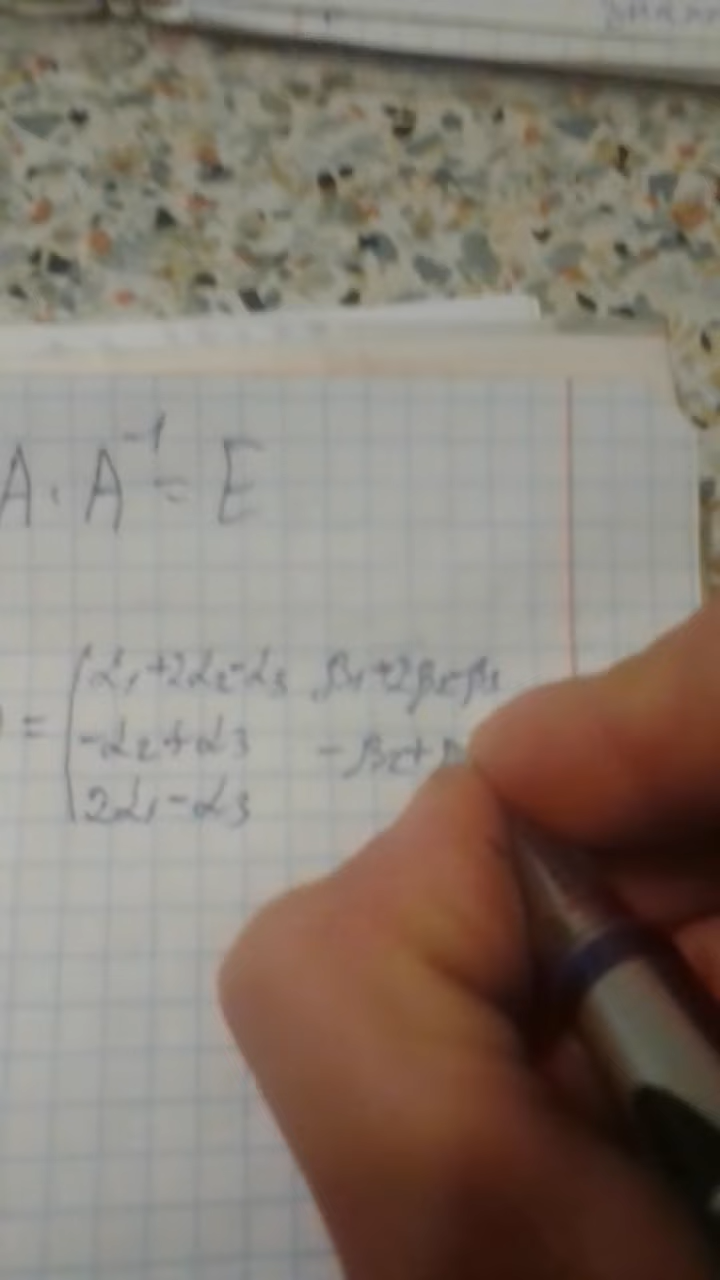 A · A⁻¹ = E
= ( α₁+2α₂-α₃ β₁+2β₂-β₃
-α₂+α₃ -β₂+β
2α₁-α₃